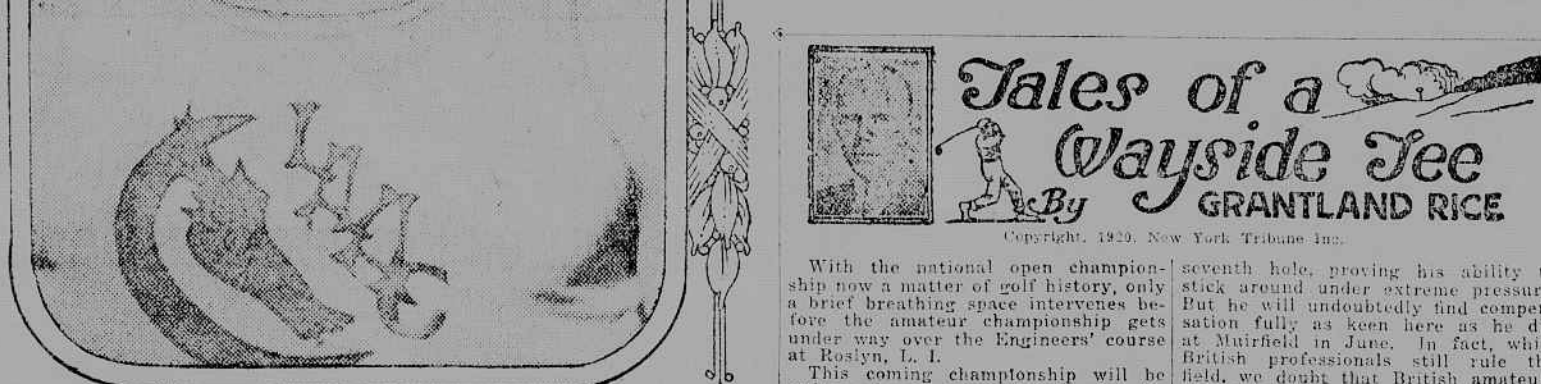 Tales of a
Wayside Tee
By GRANTLAND RICE
Copyright, 1920, New York Tribune Inc.
With the national open champion-
ship now a matter of golf history, only
a brief breathing space intervenes be-
fore the amateur championship gets
under way over the Engineers' course
at Roslyn, L. I.
This coming championship will be
seventh hole, proving his ability
stick around under extreme pressur
But he will undoubtedly find compen
sation fully as keen here as he d
at Muirfield in June. In fact, whi
British professionals still rule th
field, we doubt that British amateu